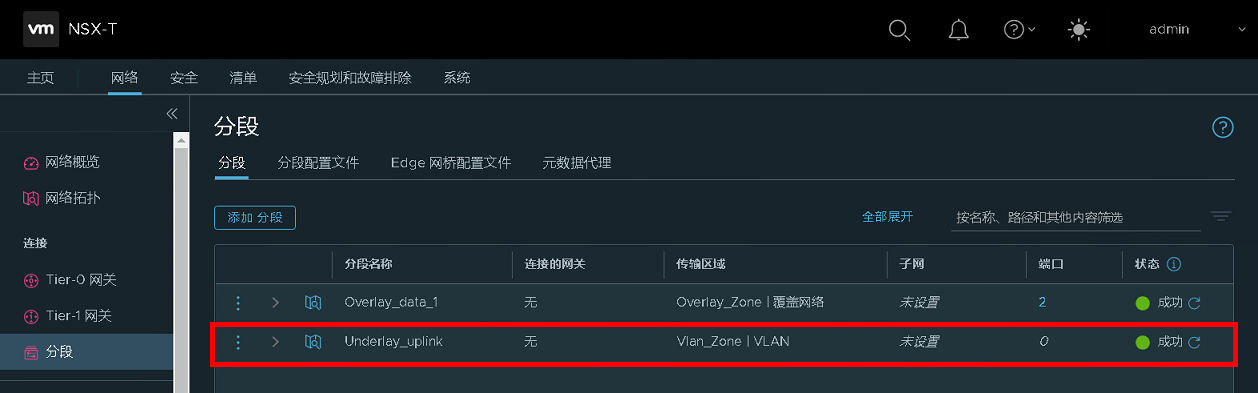 vm NSX-T admin
主页 网络 安全 清单 安全规划和故障排除 系统
分段
网络概览
网络拓扑
连接
Tier-0 网关
Tier-1 网关
分段
分段 分段配置文件 Edge 网桥配置文件 元数据代理
添加 分段 全部展开 按名称、路径和其他内容筛选
分段名称 连接的网关 传输区域 子网 端口 状态
Overlay_data_1 无 Overlay_Zone | 覆盖网络 未设置 2 成功
Underlay_uplink 无 Vlan_Zone | VLAN 未设置 0 成功